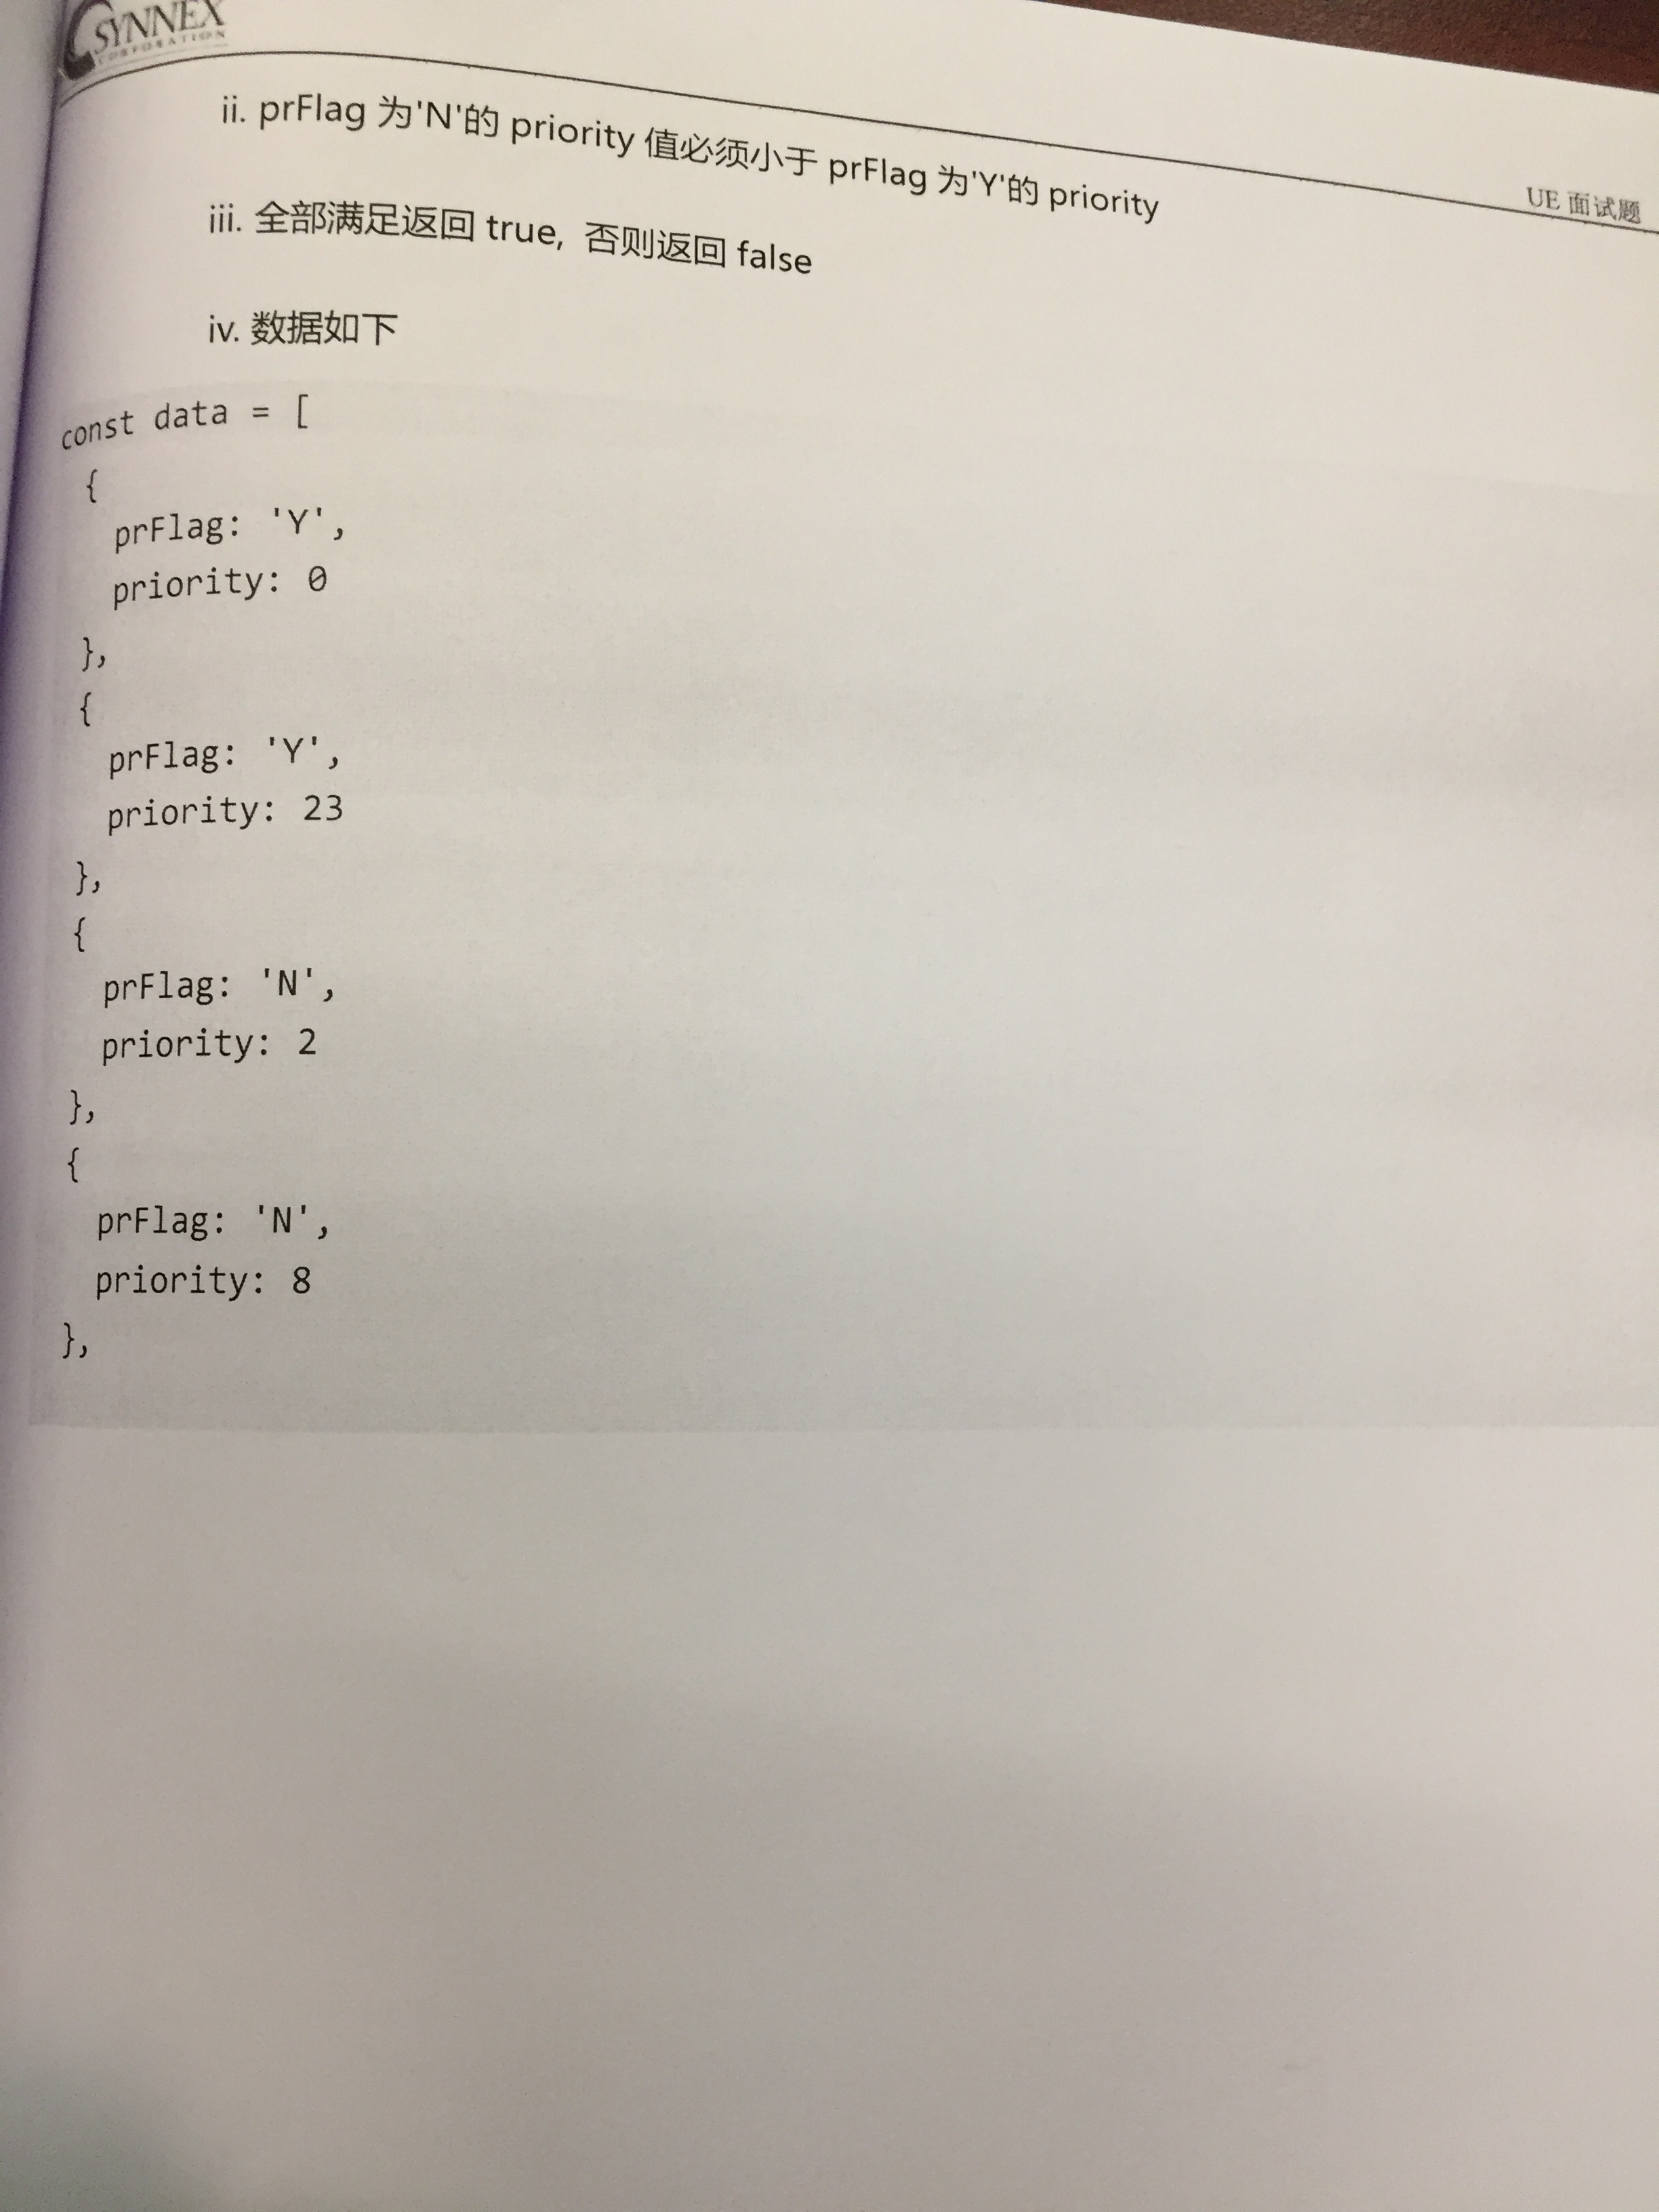 SYNNEX
CORPORATION
UE 面试题
ii. prFlag 为'N'的 priority 值必须小于 prFlag 为'Y'的 priority
iii. 全部满足返回 true, 否则返回 false
iv. 数据如下
const data = [
{
prFlag: 'Y',
priority: 0
},
{
prFlag: 'Y',
priority: 23
},
{
prFlag: 'N',
priority: 2
},
{
prFlag: 'N',
priority: 8
},